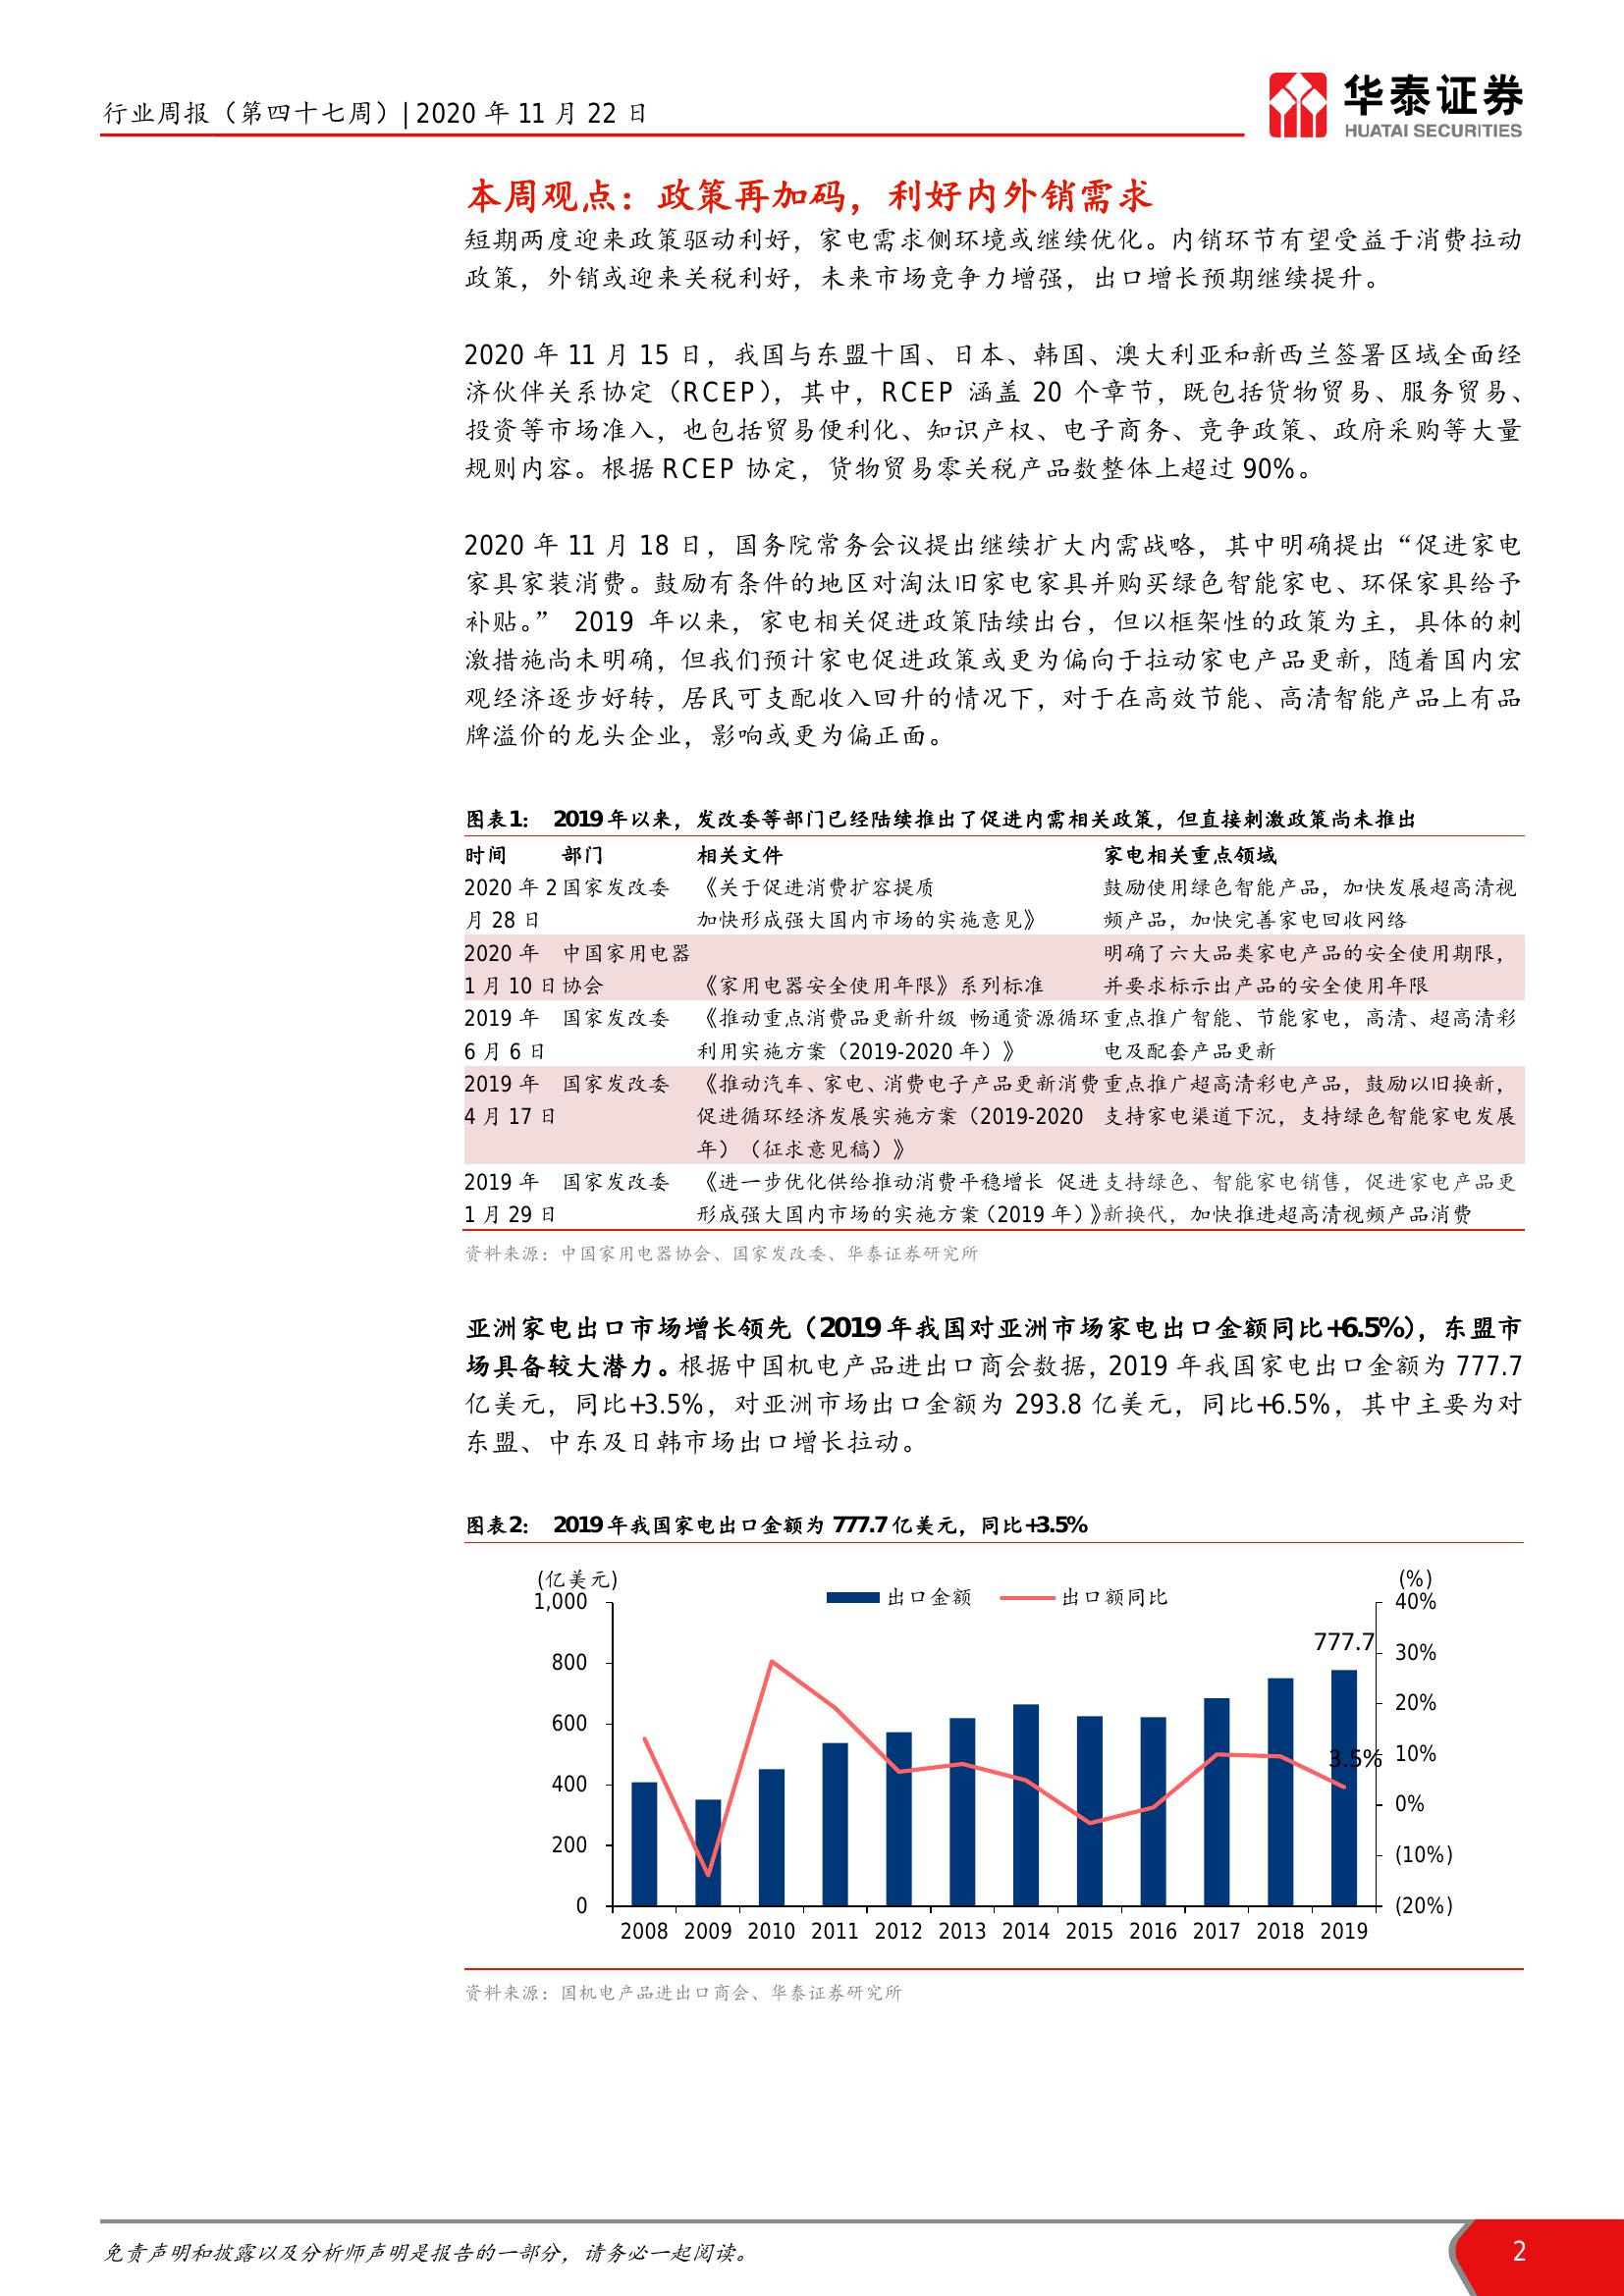 行业周报（第四十七周）|2020 年 11 月 22 日
华泰证券
HUATAI SECURITIES
本周观点：政策再加码，利好内外销需求
短期两度迎来政策驱动利好，家电需求侧环境或继续优化。内销环节有望受益于消费拉动
政策，外销或迎来关税利好，未来市场竞争力增强，出口增长预期继续提升。
2020 年 11 月 15 日，我国与东盟十国、日本、韩国、澳大利亚和新西兰签署区域全面经
济伙伴关系协定（RCEP），其中，RCEP 涵盖 20 个章节，既包括货物贸易、服务贸易、
投资等市场准入，也包括贸易便利化、知识产权、电子商务、竞争政策、政府采购等大量
规则内容。根据 RCEP 协定，货物贸易零关税产品数整体上超过 90%。
2020 年 11 月 18 日，国务院常务会议提出继续扩大内需战略，其中明确提出“促进家电
家具家装消费。鼓励有条件的地区对淘汰旧家电家具并购买绿色智能家电、环保家具给予
补贴。” 2019 年以来，家电相关促进政策陆续出台，但以框架性的政策为主，具体的刺
激措施尚未明确，但我们预计家电促进政策或更为偏向于拉动家电产品更新，随着国内宏
观经济逐步好转，居民可支配收入回升的情况下，对于在高效节能、高清智能产品上有品
牌溢价的龙头企业，影响或更为偏正面。
图表1： 2019 年以来，发改委等部门已经陆续推出了促进内需相关政策，但直接刺激政策尚未推出
时间 部门 相关文件 家电相关重点领域
2020 年 2 国家发改委 《关于促进消费扩容提质 鼓励使用绿色智能产品，加快发展超高清视
月 28 日 加快形成强大国内市场的实施意见》 频产品，加快完善家电回收网络
2020 年 中国家用电器 明确了六大品类家电产品的安全使用期限，
1 月 10 日 协会 《家用电器安全使用年限》系列标准 并要求标示出产品的安全使用年限
2019 年 国家发改委 《推动重点消费品更新升级 畅通资源循环 重点推广智能、节能家电，高清、超高清彩
6 月 6 日 利用实施方案（2019-2020 年）》 电及配套产品更新
2019 年 国家发改委 《推动汽车、家电、消费电子产品更新消费 重点推广超高清彩电产品，鼓励以旧换新，
4 月 17 日 促进循环经济发展实施方案（2019-2020 支持家电渠道下沉，支持绿色智能家电发展
年）（征求意见稿）》
2019 年 国家发改委 《进一步优化供给推动消费平稳增长 促进 支持绿色、智能家电销售，促进家电产品更
1 月 29 日 形成强大国内市场的实施方案（2019 年）》 新换代，加快推进超高清视频产品消费
资料来源：中国家用电器协会、国家发改委、华泰证券研究所
亚洲家电出口市场增长领先（2019 年我国对亚洲市场家电出口金额同比+6.5%），东盟市
场具备较大潜力。根据中国机电产品进出口商会数据，2019 年我国家电出口金额为 777.7
亿美元，同比+3.5%，对亚洲市场出口金额为 293.8 亿美元，同比+6.5%，其中主要为对
东盟、中东及日韩市场出口增长拉动。
图表2： 2019 年我国家电出口金额为 777.7 亿美元，同比+3.5%
(亿美元) (%)
出口金额 出口额同比
1,000 40%
777.7
800 30%
600 20%
3.5% 10%
400 0%
200 (10%)
0 (20%)
2008 2009 2010 2011 2012 2013 2014 2015 2016 2017 2018 2019
资料来源：国机电产品进出口商会、华泰证券研究所
免责声明和披露以及分析师声明是报告的一部分，请务必一起阅读。 2